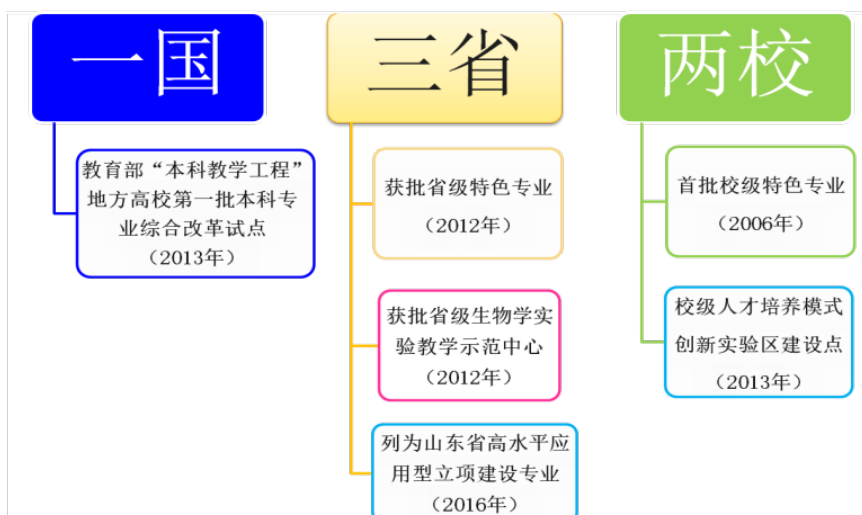 一国
教育部“本科教学工程”
地方高校第一批本科专
业综合改革试点
（2013年）
三省
获批省级特色专业
（2012年）
获批省级生物学实
验教学示范中心
（2012年）
列为山东省高水平应
用型立项建设专业
（2016年）
两校
首批校级特色专业
（2006年）
校级人才培养模式
创新实验区建设点
（2013年）